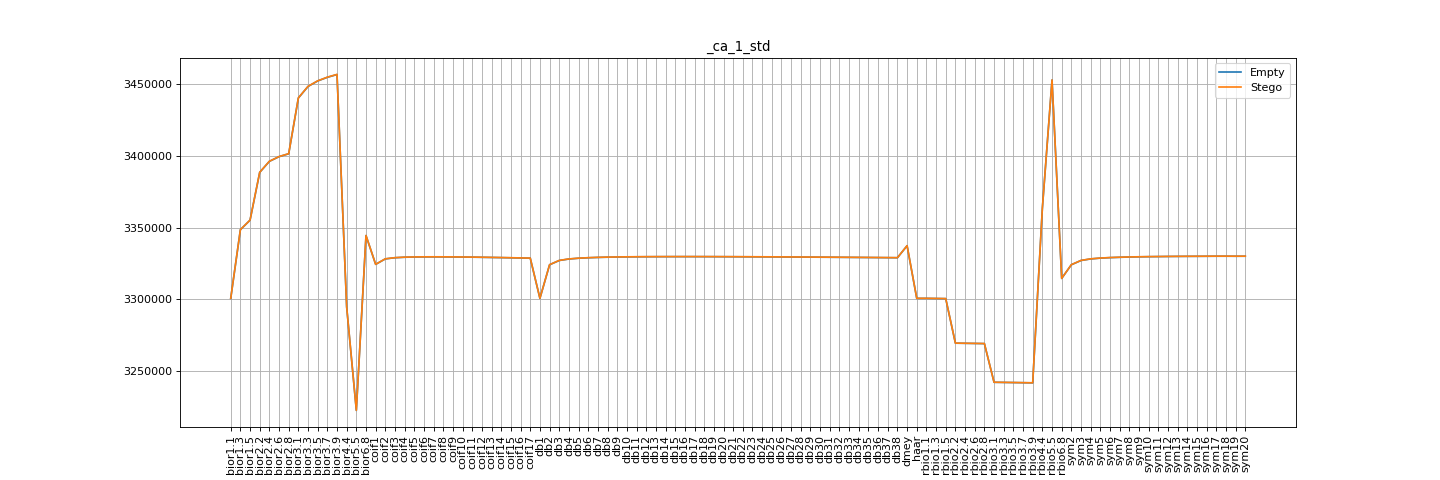 _ca_1_std
Empty
Stego
3450000
3400000
3350000
3300000
3250000
bior1.1
bior1.3
bior1.5
bior2.2
bior2.4
bior2.6
bior2.8
bior3.1
bior3.3
bior3.5
bior3.7
bior3.9
bior4.4
bior5.5
bior6.8
coif1
coif2
coif3
coif4
coif5
coif6
coif7
coif8
coif9
coif10
coif11
coif12
coif13
coif14
coif15
coif16
coif17
db1
db2
db3
db4
db5
db6
db7
db8
db9
db10
db11
db12
db13
db14
db15
db16
db17
db18
db19
db20
db21
db22
db23
db24
db25
db26
db27
db28
db29
db30
db31
db32
db33
db34
db35
db36
db37
db38
dmey
haar
rbio1.1
rbio1.3
rbio1.5
rbio2.2
rbio2.4
rbio2.6
rbio2.8
rbio3.1
rbio3.3
rbio3.5
rbio3.7
rbio3.9
rbio4.4
rbio5.5
rbio6.8
sym2
sym3
sym4
sym5
sym6
sym7
sym8
sym9
sym10
sym11
sym12
sym13
sym14
sym15
sym16
sym17
sym18
sym19
sym20